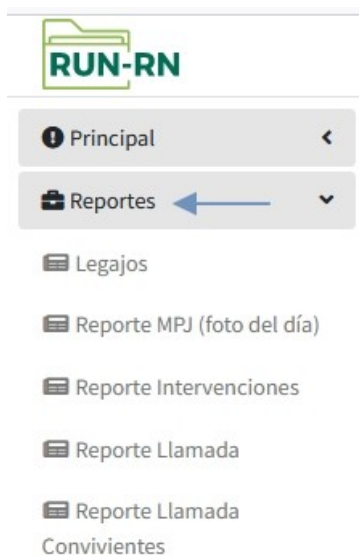 RUN-RN
Principal
Reportes
Legajos
Reporte MPJ (foto del día)
Reporte Intervenciones
Reporte Llamada
Reporte Llamada
Convivientes